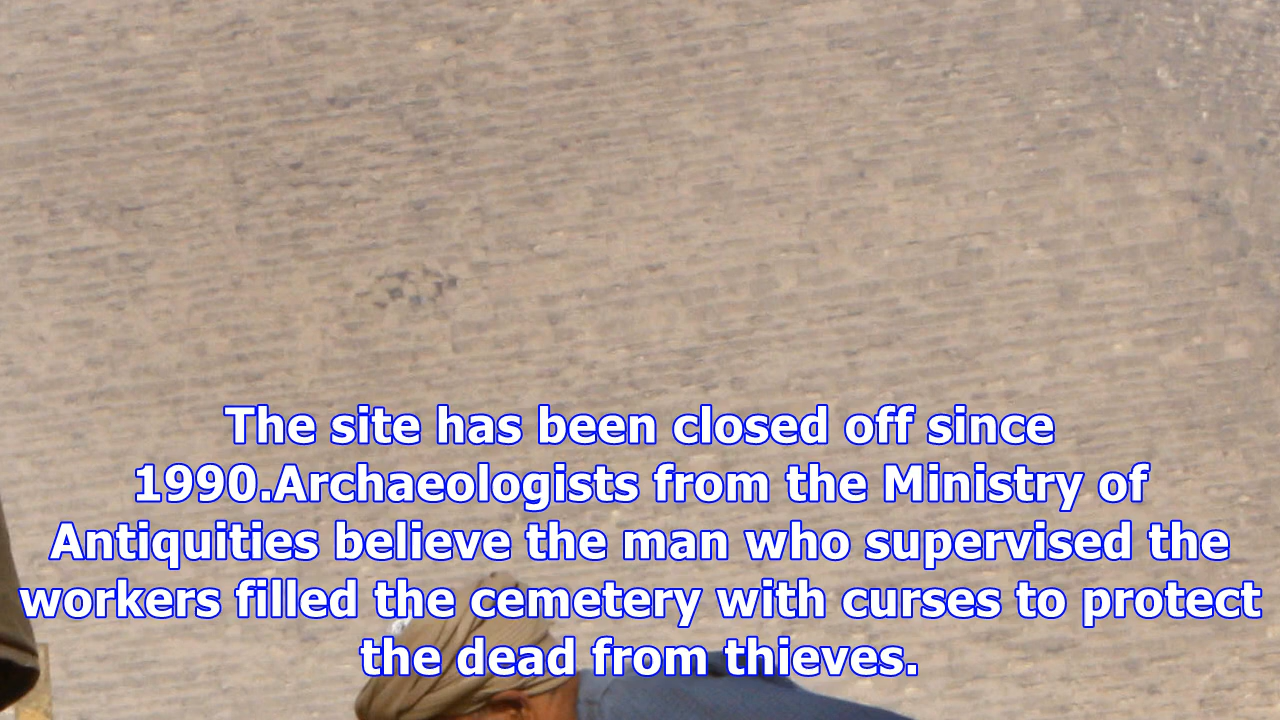 The site has been closed off since
1990.Archaeologists from the Ministry of
Antiquities believe the man who supervised the
workers filled the cemetery with curses to protect
the dead from thieves.